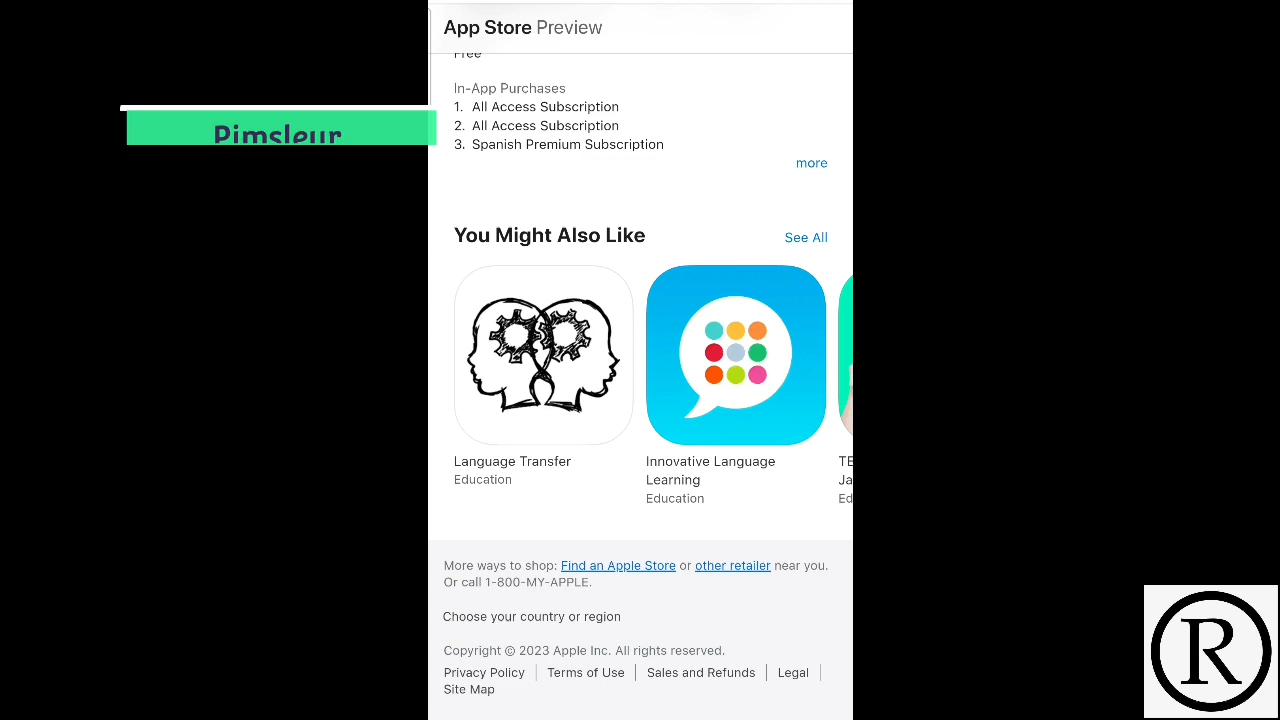 App Store Preview
Free
In-App Purchases
1. All Access Subscription
2. All Access Subscription
3. Spanish Premium Subscription
more
Pimsleur
You Might Also Like
See All
Language Transfer
Education
Innovative Language
Learning
Education
TE
Ja
Ed
More ways to shop: Find an Apple Store or other retailer near you.
Or call 1-800-MY-APPLE.
Choose your country or region
Copyright © 2023 Apple Inc. All rights reserved.
Privacy Policy | Terms of Use | Sales and Refunds | Legal |
Site Map
R